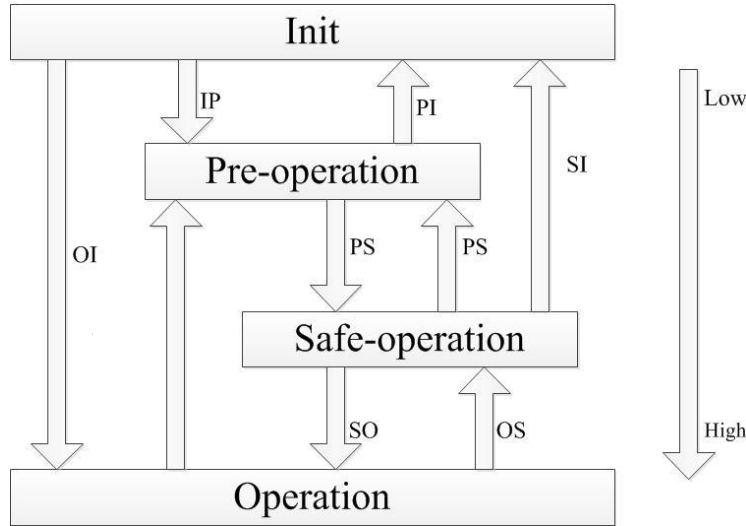 Init
IP
PI
Low
Pre-operation
SI
OI
PS
PS
Safe-operation
SO
OS
High
Operation